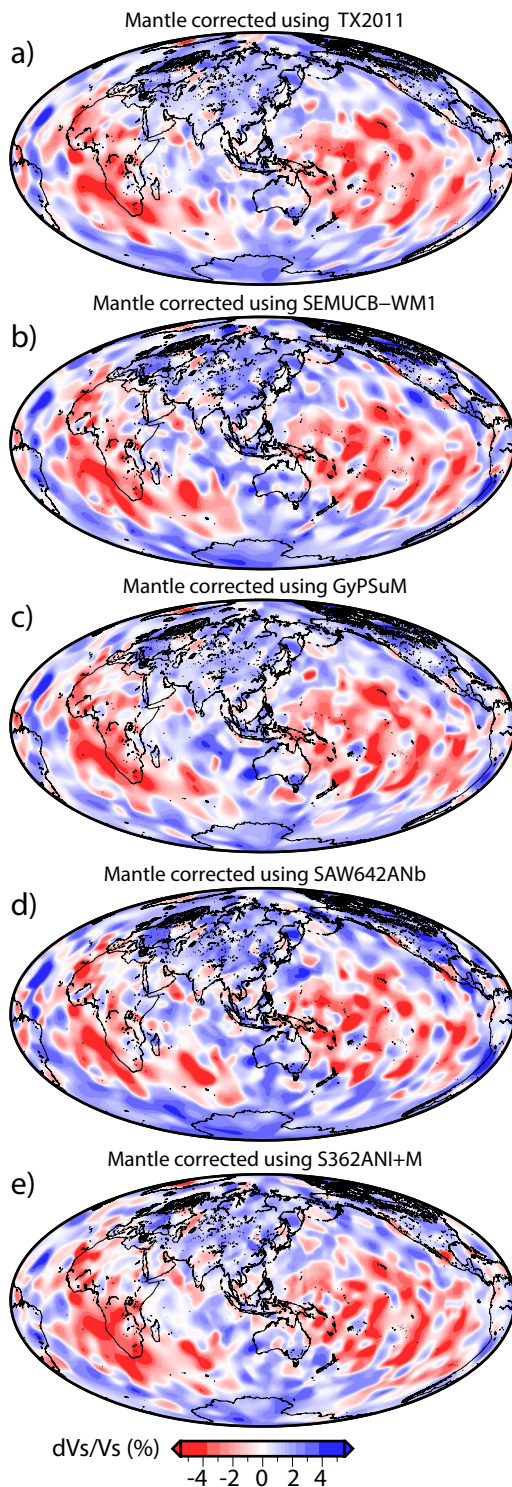 Mantle corrected using TX2011
a)
Mantle corrected using SEMUCB−WM1
b)
Mantle corrected using GyPSuM
c)
Mantle corrected using SAW642ANb
d)
Mantle corrected using S362ANI+M
e)
dVs/Vs (%)
-4 -2 0 2 4